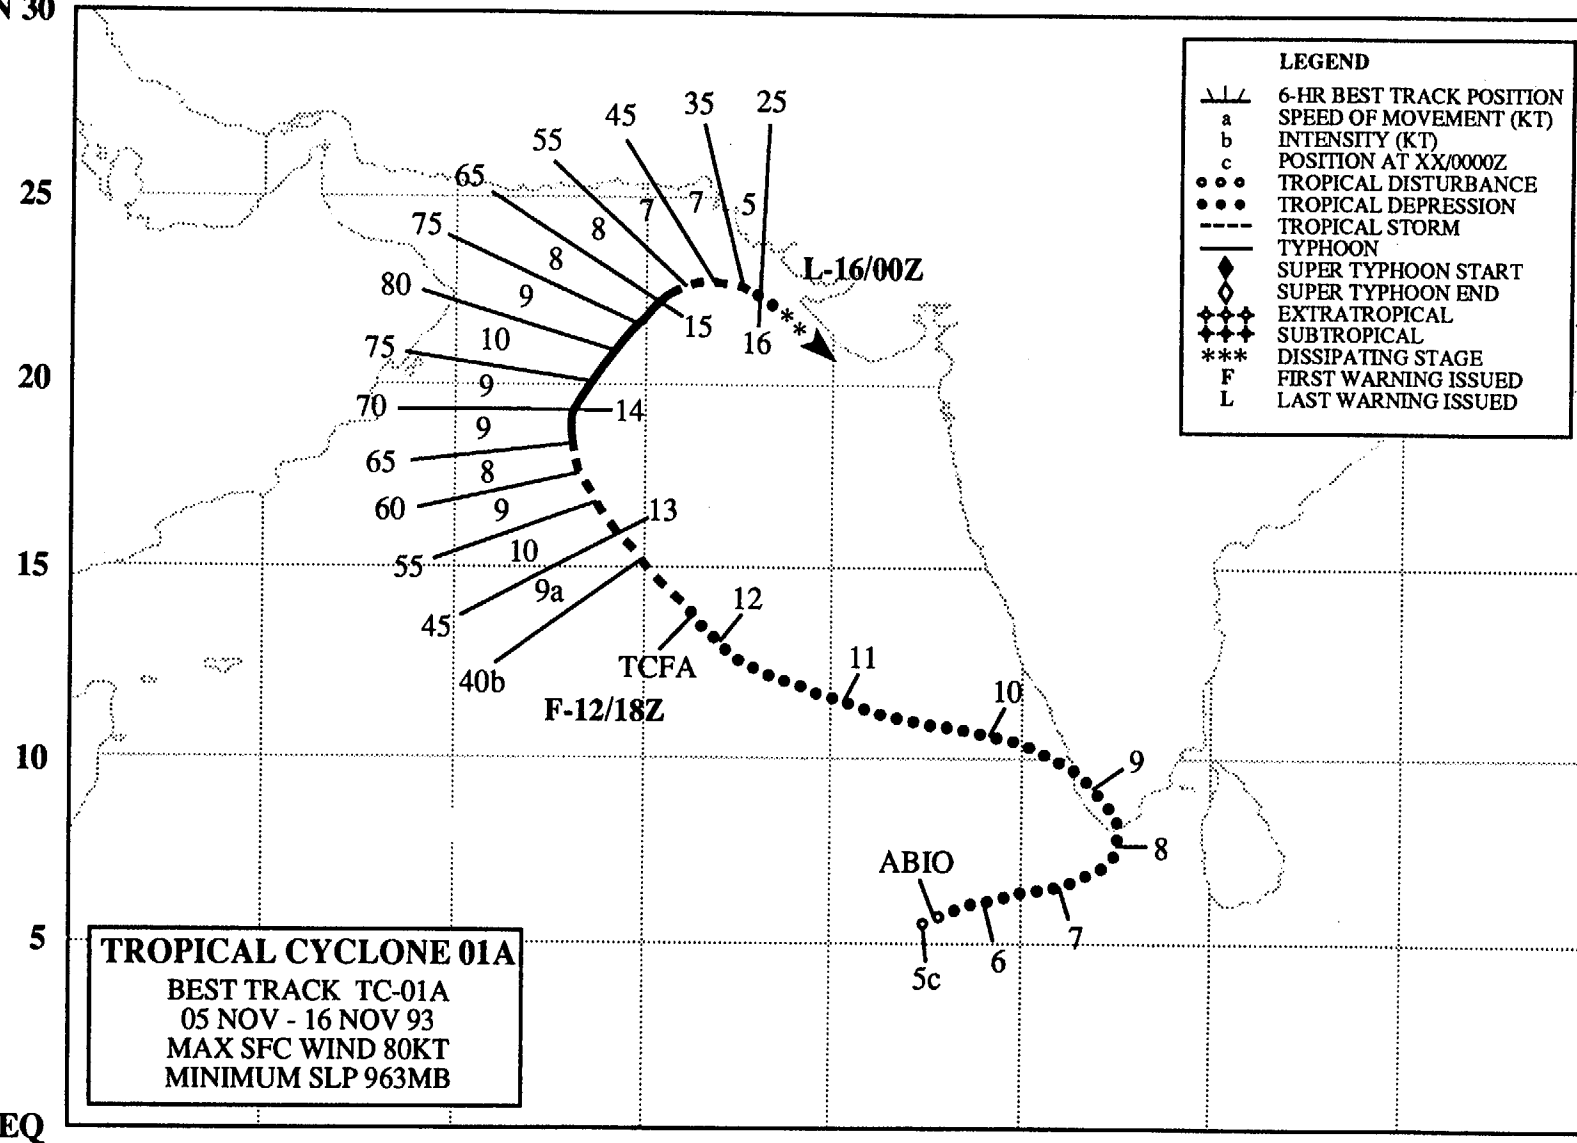 N 30
25
20
15
10
5
EQ
LEGEND
6-HR BEST TRACK POSITION
a SPEED OF MOVEMENT (KT)
b INTENSITY (KT)
c POSITION AT XX/0000Z
TROPICAL DISTURBANCE
TROPICAL DEPRESSION
TROPICAL STORM
TYPHOON
SUPER TYPHOON START
SUPER TYPHOON END
EXTRATROPICAL
SUBTROPICAL
*** DISSIPATING STAGE
F FIRST WARNING ISSUED
L LAST WARNING ISSUED
25
35
45
55
65
75
80
75
70
65
60
55
45
40b
5
7
7
8
8
9
10
9
9
8
9
10
9a
L-16/00Z
16
15
14
13
12
TCFA
F-12/18Z
11
10
9
8
7
6
5c
ABIO
TROPICAL CYCLONE 01A
BEST TRACK TC-01A
05 NOV - 16 NOV 93
MAX SFC WIND 80KT
MINIMUM SLP 963MB